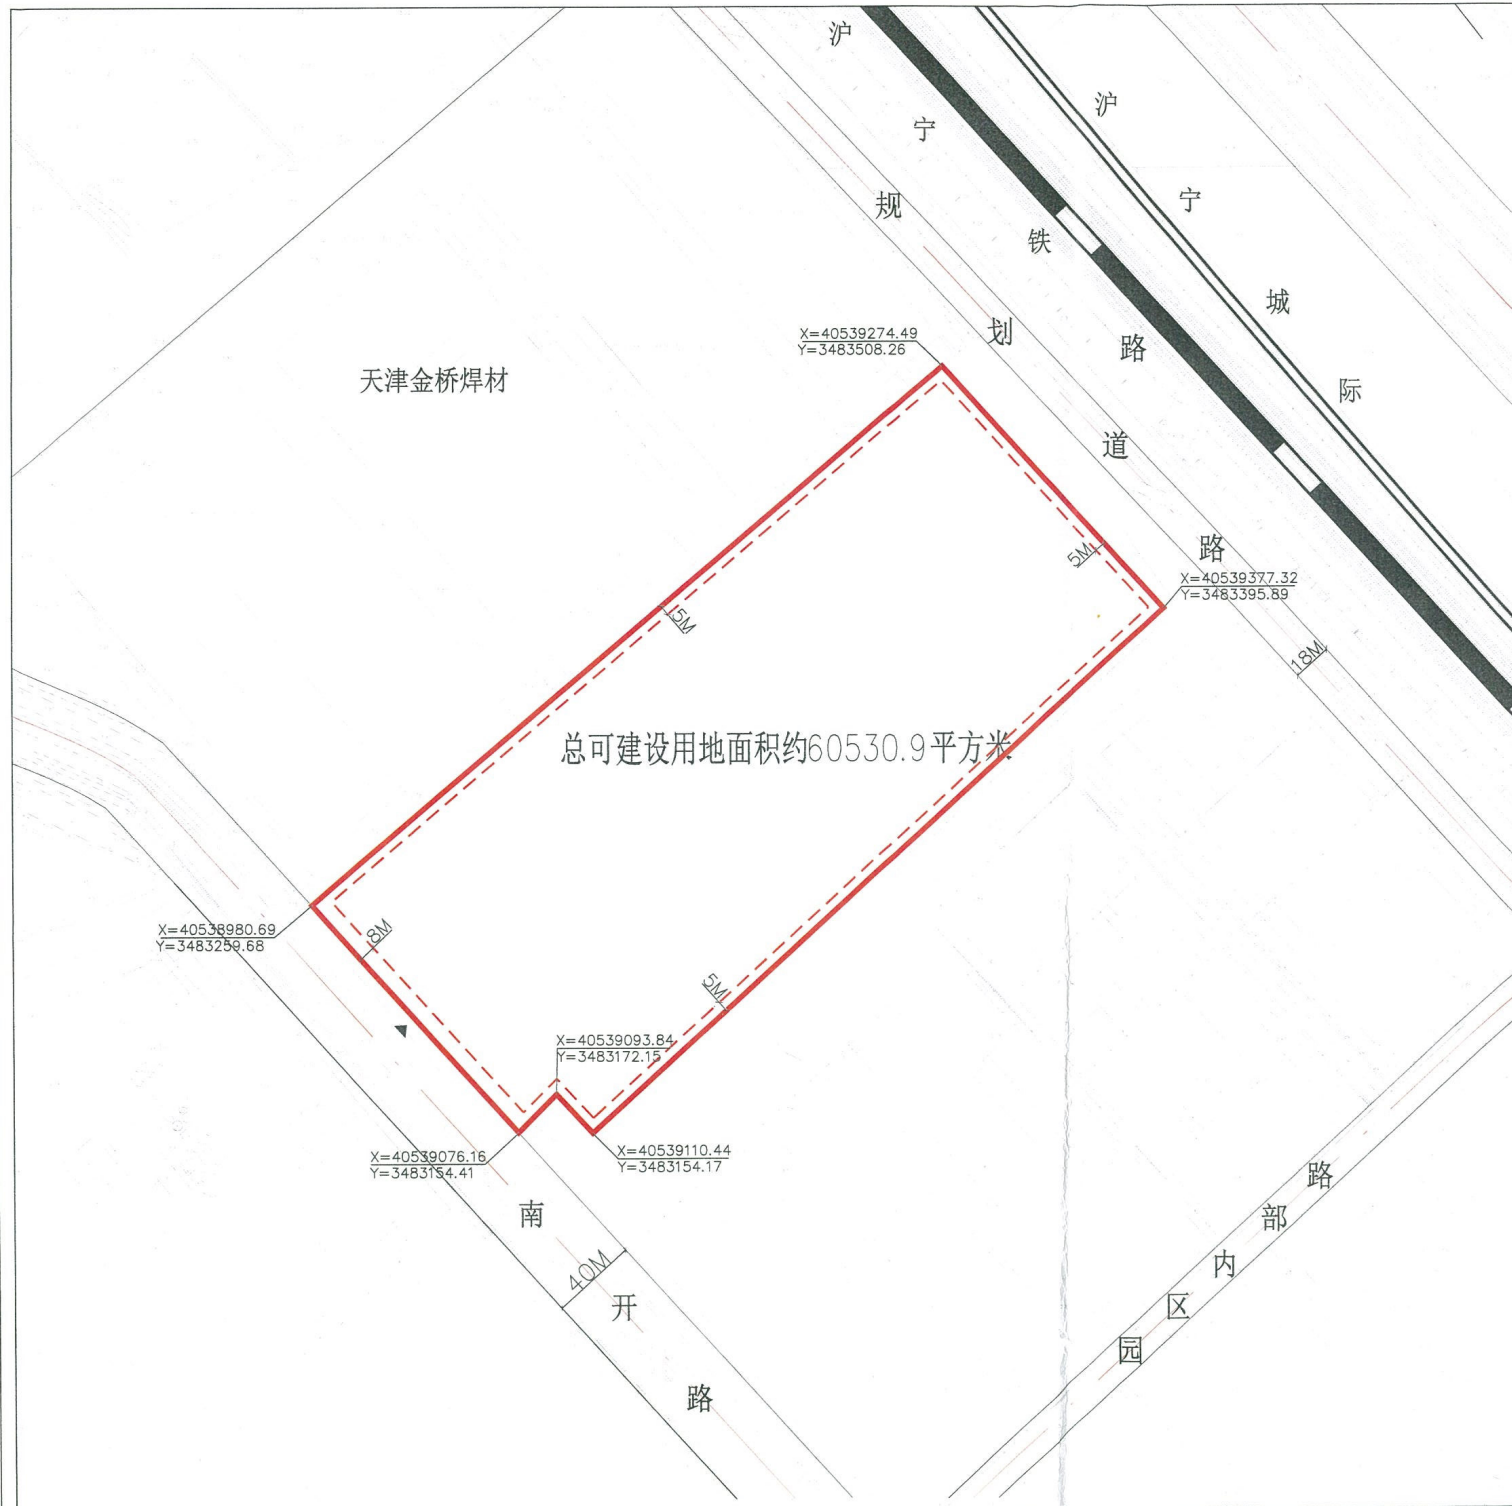 沪宁铁路
沪宁城际
规划道路
X=40539274.49
Y=3483508.26
天津金桥焊材
5M
X=40539377.32
Y=3483395.89
5M
18M
总可建设用地面积约60530.9平方米
X=40538980.69
Y=3483259.68
8M
5M
X=40539093.84
Y=3483172.15
X=40539076.16
Y=3483154.41
X=40539110.44
Y=3483154.17
南开路
40M
园区内部路